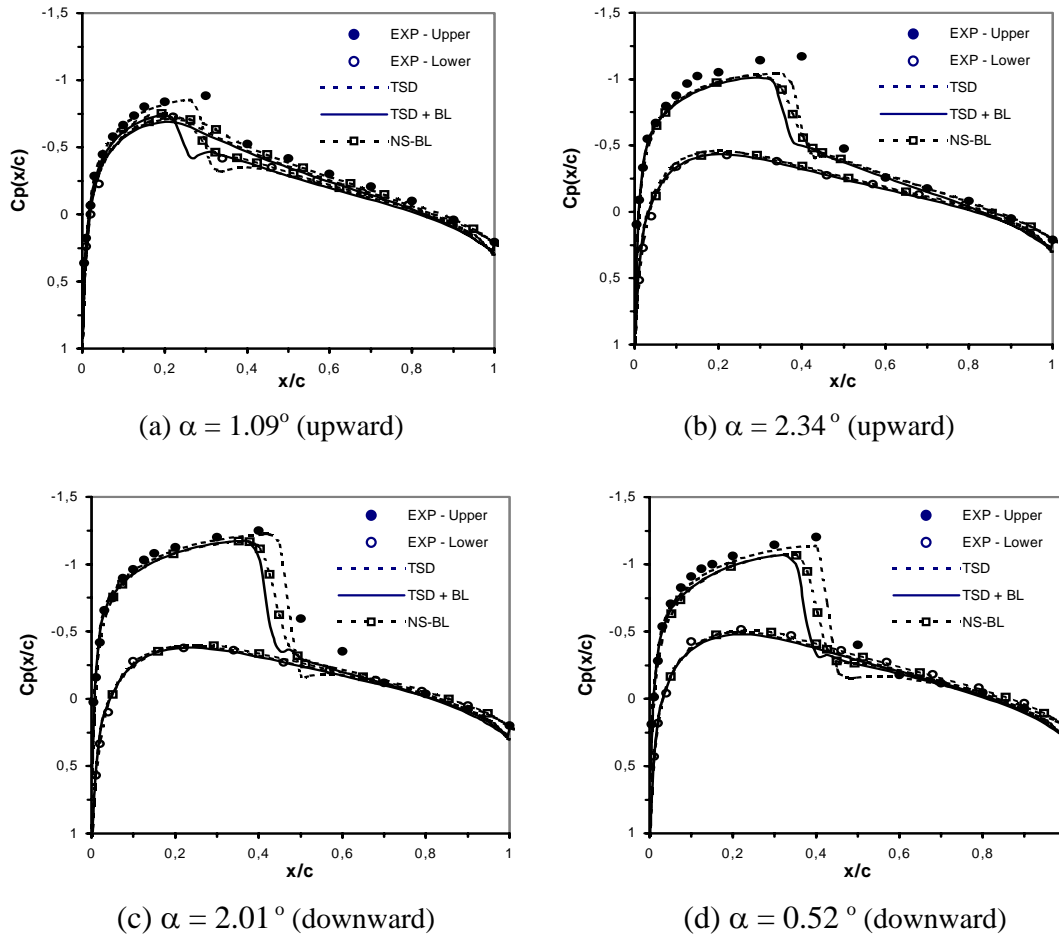 -1,5
-1
-0,5
0
0,5
1
Cp(x/c)
EXP - Upper
EXP - Lower
TSD
TSD + BL
NS-BL
0 0,2 0,4 0,6 0,8 1
x/c
(a) α = 1.09° (upward)
-1,5
-1
-0,5
0
0,5
1
Cp(x/c)
EXP - Upper
EXP - Lower
TSD
TSD + BL
NS-BL
0 0,2 0,4 0,6 0,8 1
x/c
(b) α = 2.34° (upward)
-1,5
-1
-0,5
0
0,5
1
Cp(x/c)
EXP - Upper
EXP - Lower
TSD
TSD + BL
NS-BL
0 0,2 0,4 0,6 0,8 1
x/c
(c) α = 2.01° (downward)
-1,5
-1
-0,5
0
0,5
1
Cp(x/c)
EXP - Upper
EXP - Lower
TSD
TSD + BL
NS-BL
0 0,2 0,4 0,6 0,8
x/c
(d) α = 0.52° (downward)